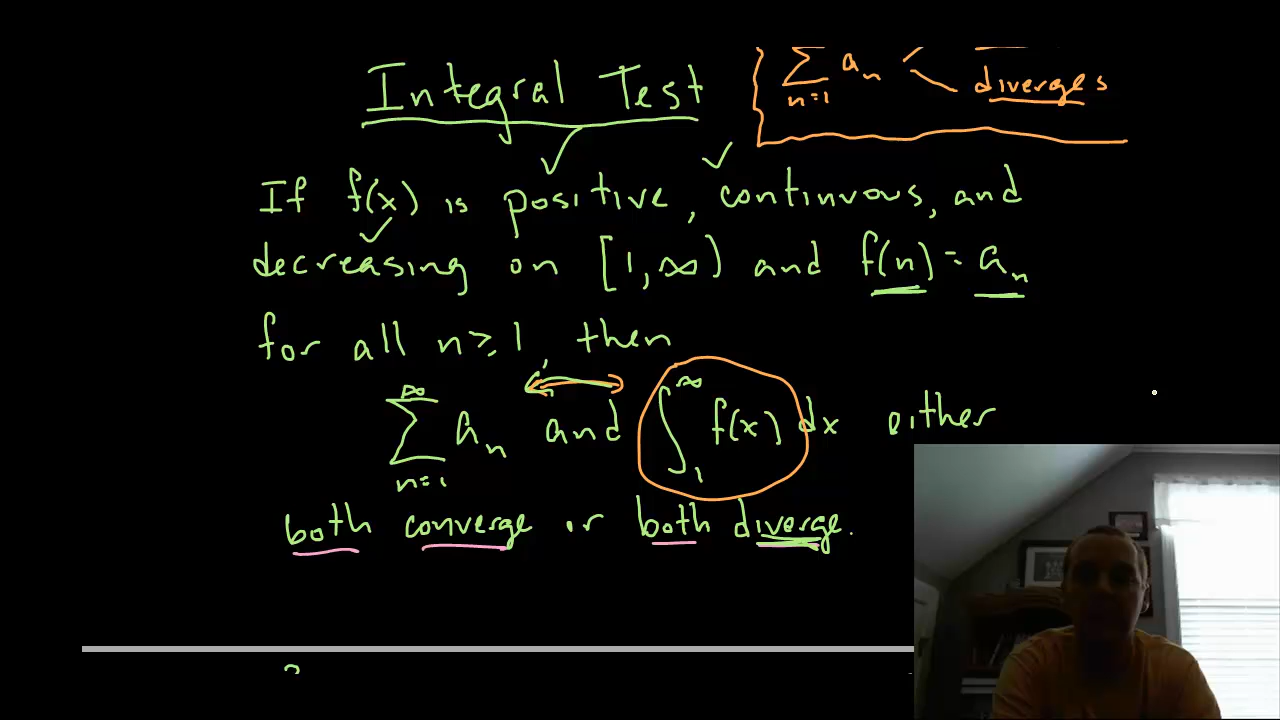 Integral Test
∑ n=1 aₙ < diverges
If f(x) is positive, continuous, and
decreasing on [1,∞) and f(n) = aₙ
for all n ≥ 1, then
∑ n=1 ∞ aₙ and ∫₁^∞ f(x) dx either
both converge or both diverge.